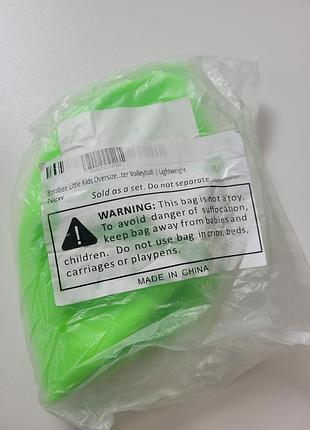 Botabee Little Kids Oversize...ter Volleyball | Lightweight
New
Sold as a set. Do not separate.
WARNING: This bag is not a toy.
To avoid danger of suffocation,
keep bag away from babies and
children. Do not use bag in cribs, beds,
carriages or playpens.
MADE IN CHINA